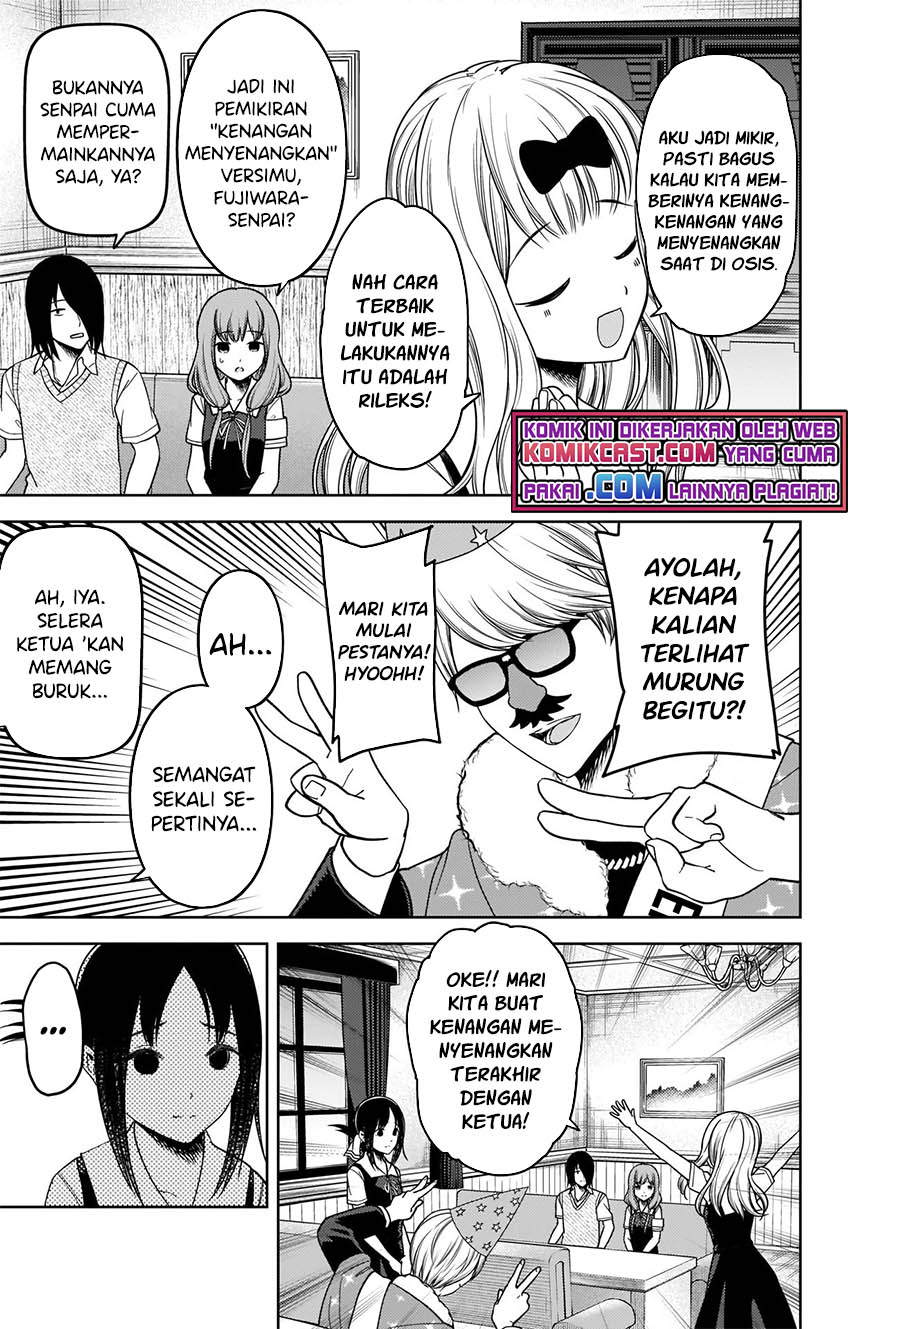 AKU JADI MIKIR,
PASTI BAGUS
KALAU KITA MEM-
BERINYA KENANG-
KENANGAN YANG
MENYENANGKAN
SAAT DI OSIS.
NAH CARA
TERBAIK
UNTUK ME-
LAKUKANNYA
ITU ADALAH
RILEKS!
JADI INI
PEMIKIRAN
"KENANGAN
MENYENANGKAN"
VERSIMU,
FUJIWARA-
SENPAI?
BUKANNYA
SENPAI CUMA
MEMPER-
MAINKANNYA
SAJA, YA?
KOMIK INI DIKERJAKAN OLEH WEB
KOMIKCAST.COM YANG CUMA
PAKAI .COM LAINNYA PLAGIAT!
AYOLAH,
KENAPA
KALIAN
TERLIHAT
MURUNG
BEGITU?!
MARI KITA
MULAI
PESTANYA!
HYOOHH!
AH...
SEMANGAT
SEKALI SE-
PERTINYA...
AH, IYA.
SELERA
KETUA 'KAN
MEMANG
BURUK...
OKE!! MARI
KITA BUAT
KENANGAN ME-
NYENANGKAN
TERAKHIR
DENGAN
KETUA!
...